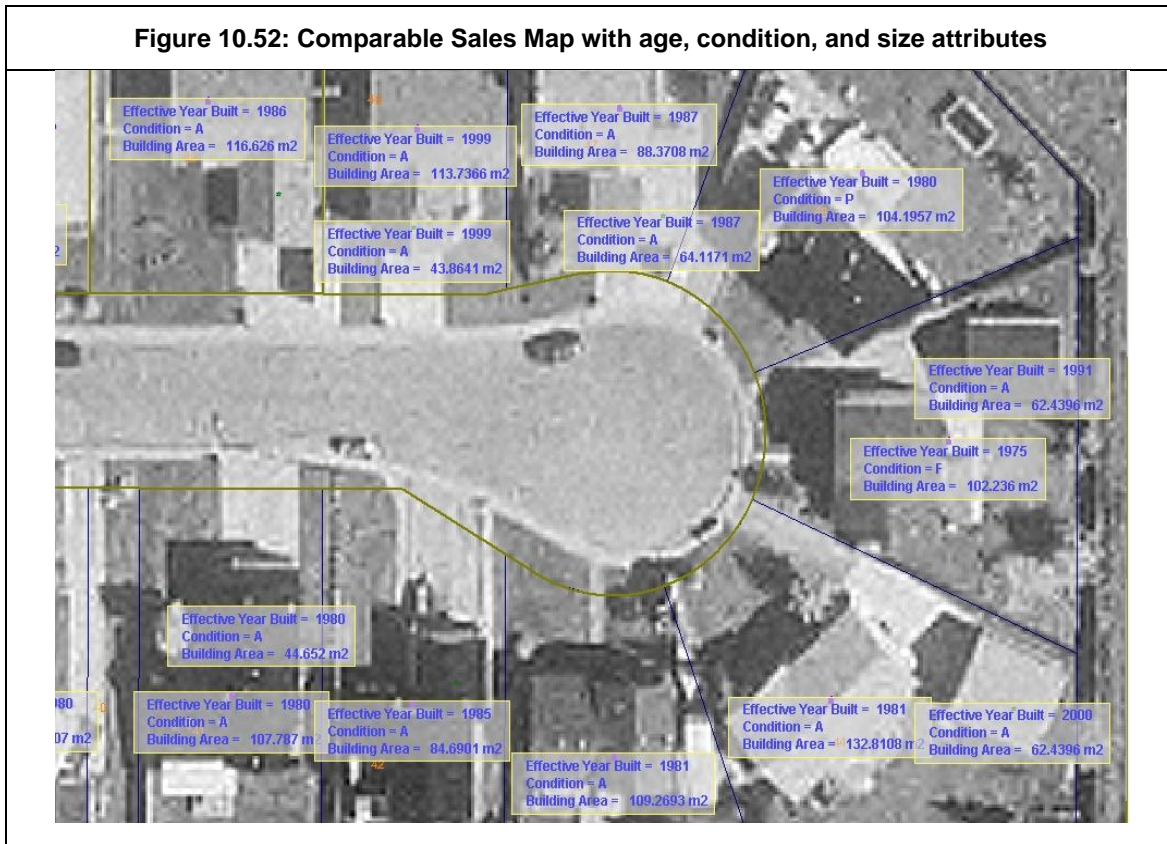 Figure 10.52: Comparable Sales Map with age, condition, and size attributes
Effective Year Built = 1986
Condition = A
Building Area = 116.626 m2
Effective Year Built = 1999
Condition = A
Building Area = 113.7366 m2
Effective Year Built = 1987
Condition = A
Building Area = 88.3708 m2
Effective Year Built = 1980
Condition = P
Building Area = 104.1957 m2
Effective Year Built = 1999
Condition = A
Building Area = 43.8641 m2
Effective Year Built = 1987
Condition = A
Building Area = 64.1171 m2
Effective Year Built = 1991
Condition = A
Building Area = 62.4396 m2
Effective Year Built = 1975
Condition = F
Building Area = 102.236 m2
Effective Year Built = 1980
Condition = A
Building Area = 44.652 m2
Effective Year Built = 1980
Condition = A
Building Area = 107.787 m2
Effective Year Built = 1985
Condition = A
Building Area = 84.6901 m2
42
Effective Year Built = 1981
Condition = A
Building Area = 109.2693 m2
Effective Year Built = 1981
Condition = A
Building Area = 132.8108 m2
Effective Year Built = 2000
Condition = A
Building Area = 62.4396 m2